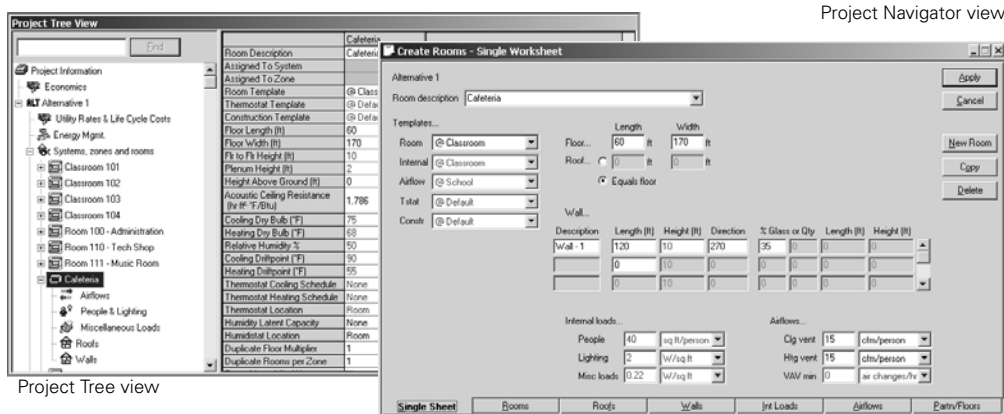 Project Navigator view
Project Tree View
Find
Project Information
Economics
ALT Alternative 1
Utility Rates & Life Cycle Costs
Energy Mgmt.
Systems, zones and rooms
Classroom 101
Classroom 102
Classroom 103
Classroom 104
Room 100 - Administration
Room 110 - Tech Shop
Room 111 - Music Room
Cafeteria
Airflows
People & Lighting
Miscellaneous Loads
Roofs
Walls
Cafeteria
Room Description Cafeteria
Assigned To System
Assigned To Zone
Room Template @ Class
Thermostat Template @ Defau
Construction Template @ Defau
Floor Length (ft) 60
Floor Width (ft) 170
Flr to Flr Height (ft) 10
Plenum Height (ft) 2
Height Above Ground (ft) 0
Acoustic Ceiling Resistance
(hr·ft²·°F/Btu) 1.786
Cooling Dry Bulb (°F) 75
Heating Dry Bulb (°F) 68
Relative Humidity % 50
Cooling Driftpoint (°F) 90
Heating Driftpoint (°F) 55
Thermostat Cooling Schedule None
Thermostat Heating Schedule None
Thermostat Location Room
Humidity Latent Capacity None
Humidistat Location Room
Duplicate Floor Multiplier 1
Duplicate Rooms per Zone 1
Project Tree view
Create Rooms - Single Worksheet
Alternative 1
Room description Cafeteria
Apply
Cancel
New Room
Copy
Delete
Templates...
Room @ Classroom
Internal @ Classroom
Airflow @ School
Tstat @ Default
Constr @ Default
Length Width
Floor... 60 ft 170 ft
Roof... 0 ft 0 ft
Equals floor
Wall...
Description Length (ft) Height (ft) Direction % Glass or Qty Length (ft) Height (ft)
Wall - 1 120 10 270 35 0 0
0 10 0 0 0 0
0 10 0 0 0 0
Internal loads...
People 40 sq ft/person
Lighting 2 W/sq ft
Misc loads 0.22 W/sq ft
Airflows...
Clg vent 15 cfm/person
Htg vent 15 cfm/person
VAV min 0 air changes/hr
Single Sheet Rooms Roofs Walls Int Loads Airflows Partn/Floors